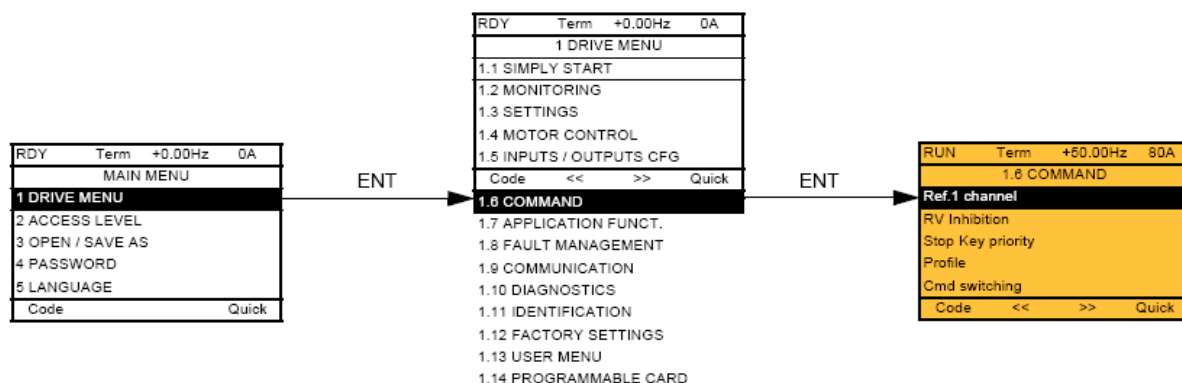 RDY Term +0.00Hz 0A
MAIN MENU
1 DRIVE MENU
2 ACCESS LEVEL
3 OPEN / SAVE AS
4 PASSWORD
5 LANGUAGE
Code Quick
ENT
RDY Term +0.00Hz 0A
1 DRIVE MENU
1.1 SIMPLY START
1.2 MONITORING
1.3 SETTINGS
1.4 MOTOR CONTROL
1.5 INPUTS / OUTPUTS CFG
Code << >> Quick
1.6 COMMAND
1.7 APPLICATION FUNCT.
1.8 FAULT MANAGEMENT
1.9 COMMUNICATION
1.10 DIAGNOSTICS
1.11 IDENTIFICATION
1.12 FACTORY SETTINGS
1.13 USER MENU
1.14 PROGRAMMABLE CARD
ENT
RUN Term +50.00Hz 80A
1.6 COMMAND
Ref.1 channel
RV Inhibition
Stop Key priority
Profile
Cmd switching
Code << >> Quick